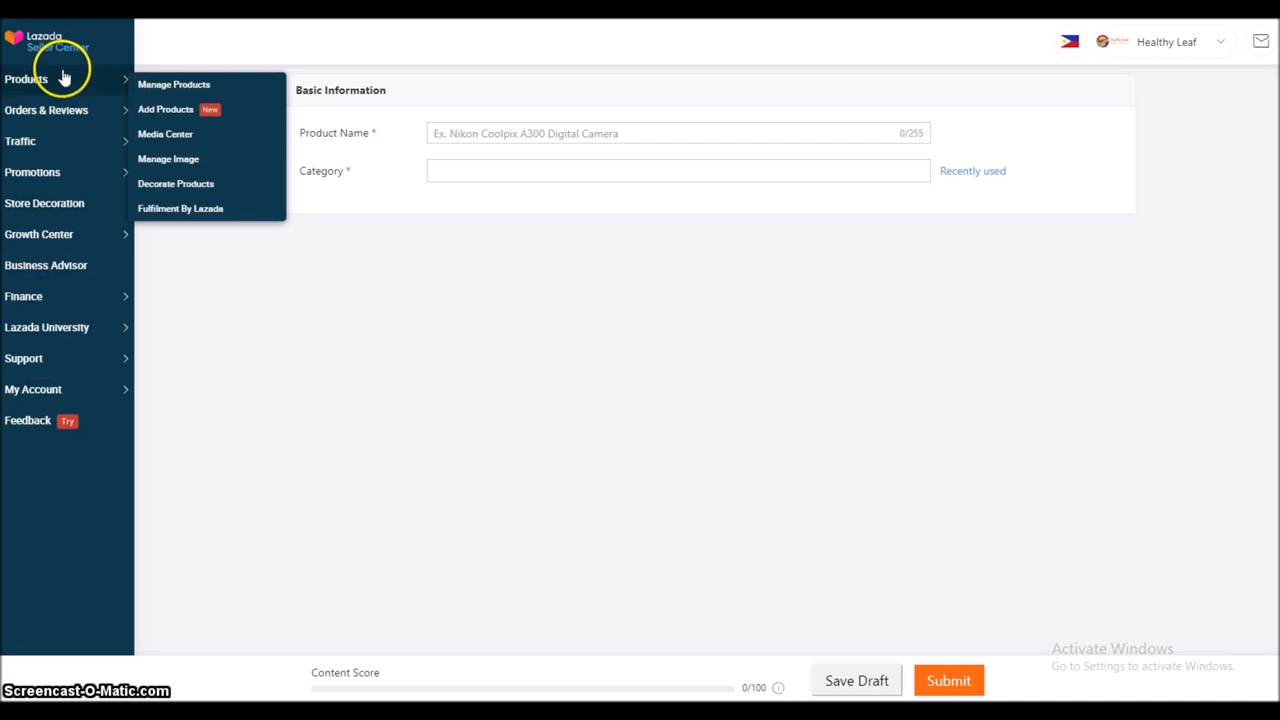 Lazada
Seller Center
Healthy Leaf
Products
Orders & Reviews
Traffic
Promotions
Store Decoration
Growth Center
Business Advisor
Finance
Lazada University
Support
My Account
Feedback Try
Manage Products
Add Products New
Media Center
Manage Image
Decorate Products
Fulfilment By Lazada
Basic Information
Product Name *
Ex. Nikon Coolpix A300 Digital Camera 0/255
Category *
Recently used
Activate Windows
Go to Settings to activate Windows.
Content Score
0/100
Save Draft
Submit
Screencast-O-Matic.com